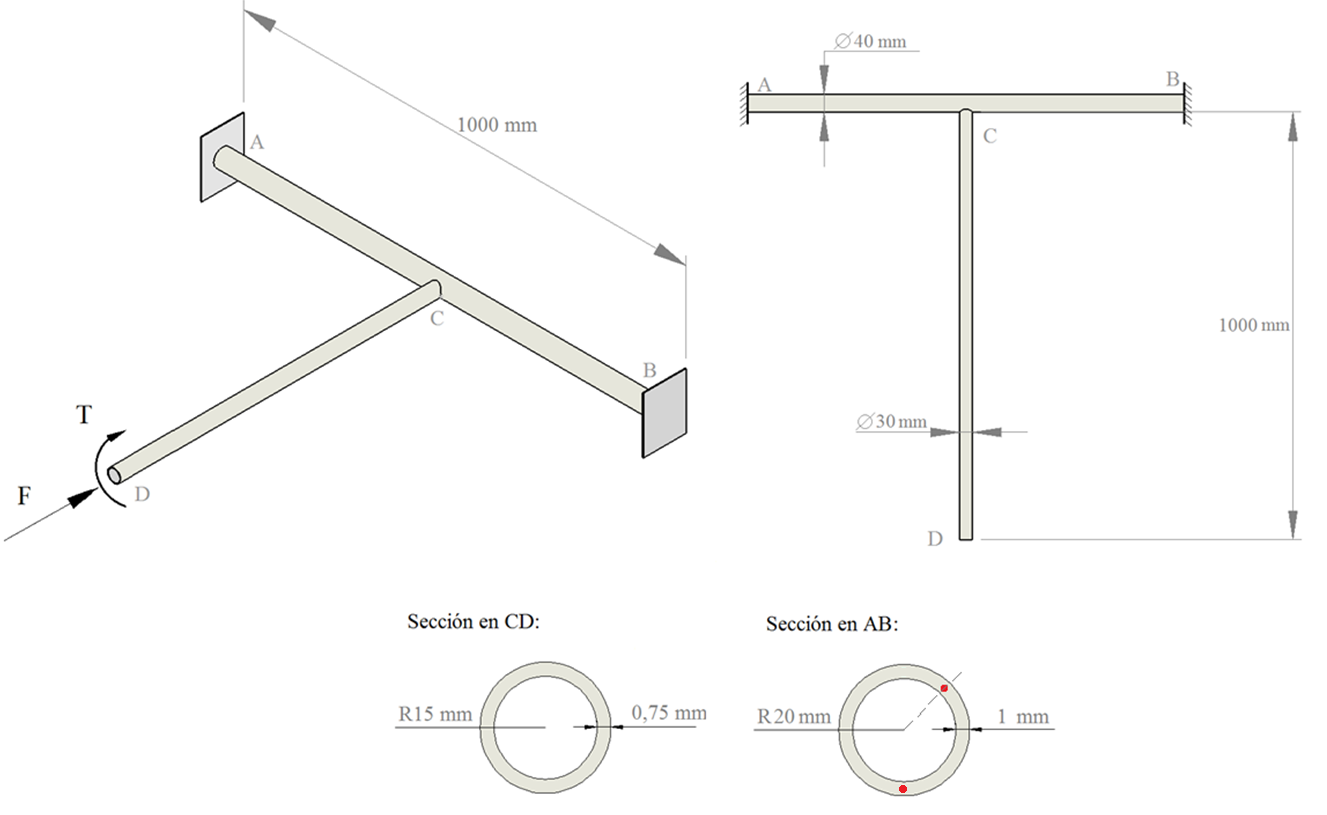 1000 mm
A
B
C
T
F
D
∅40 mm
A
B
C
1000 mm
∅30 mm
D
Sección en CD:
R15 mm
0,75 mm
Sección en AB:
R20 mm
1 mm